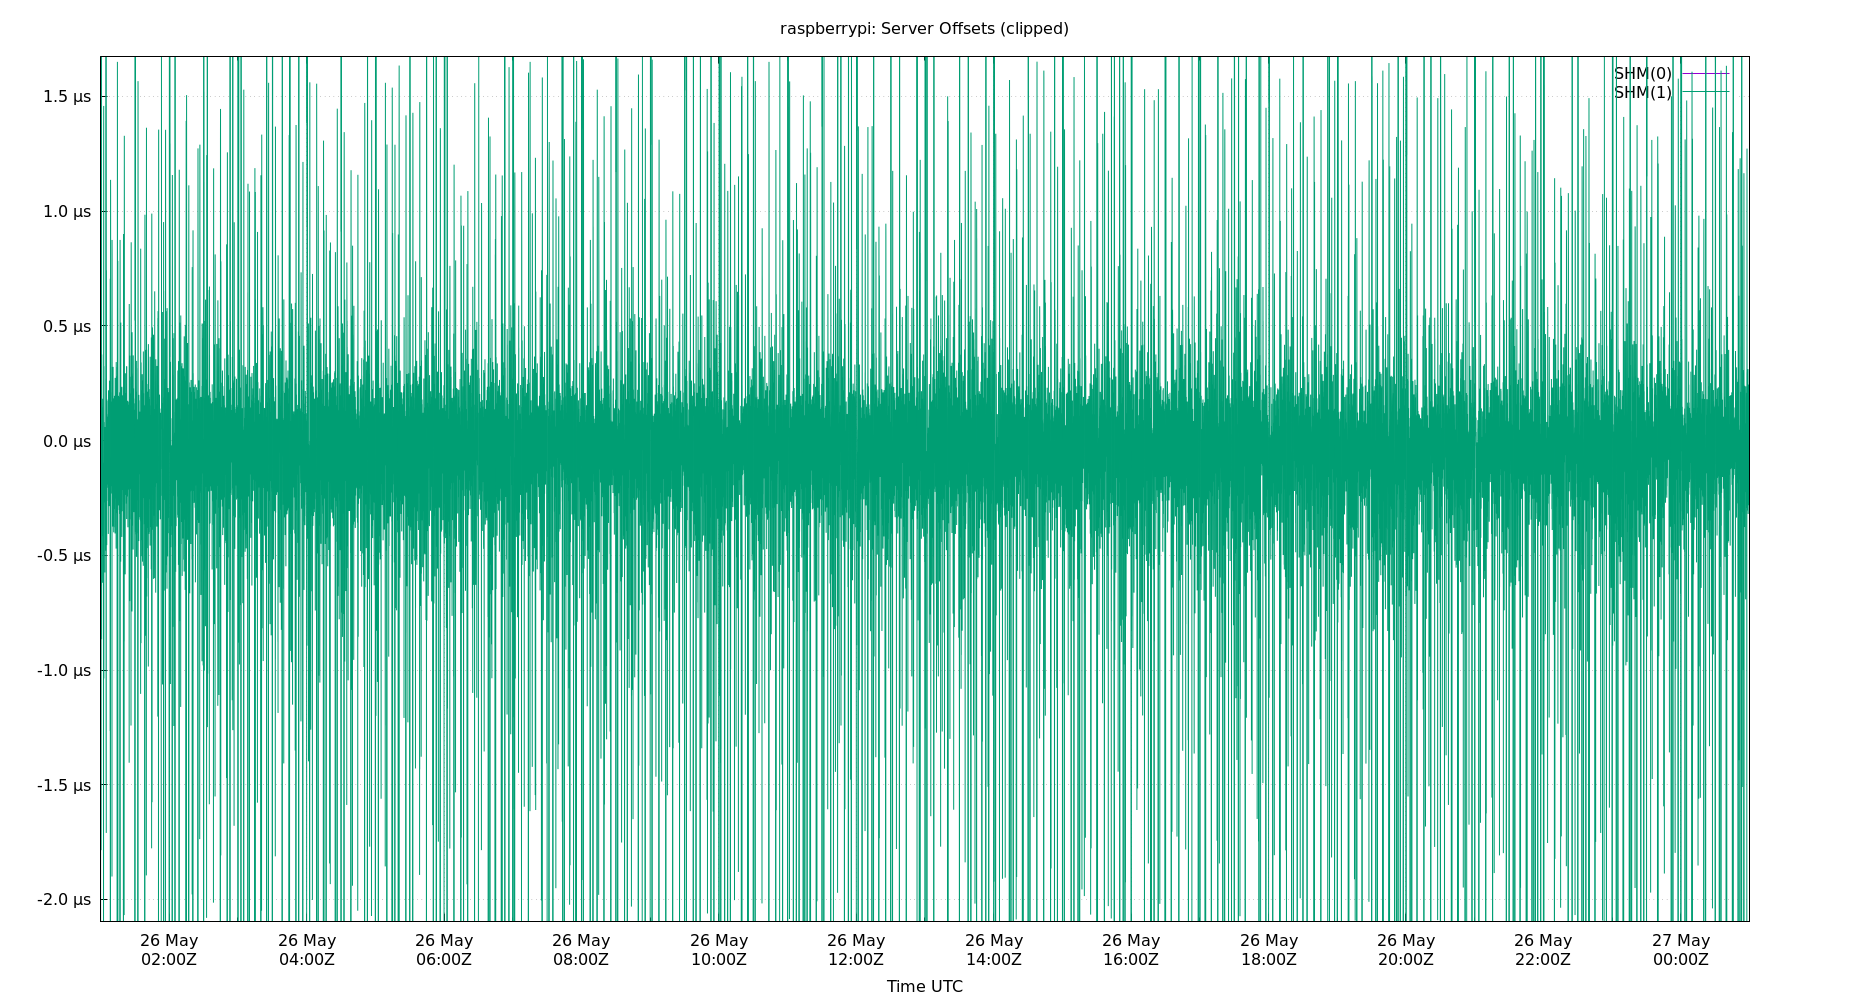 raspberrypi: Server Offsets (clipped)
SHM(0)
SHM(1)
1.5 µs
1.0 µs
0.5 µs
0.0 µs
-0.5 µs
-1.0 µs
-1.5 µs
-2.0 µs
26 May 26 May 26 May 26 May 26 May 26 May 26 May 26 May 26 May 26 May 26 May 27 May
02:00Z 04:00Z 06:00Z 08:00Z 10:00Z 12:00Z 14:00Z 16:00Z 18:00Z 20:00Z 22:00Z 00:00Z
Time UTC